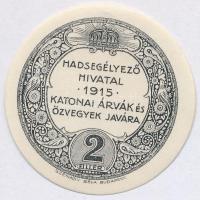 HADSEGÉLYEZŐ
HIVATAL
· 1915 ·
KATONAI ÁRVÁK ÉS
ÖZVEGYEK JAVÁRA
2
FILLÉR